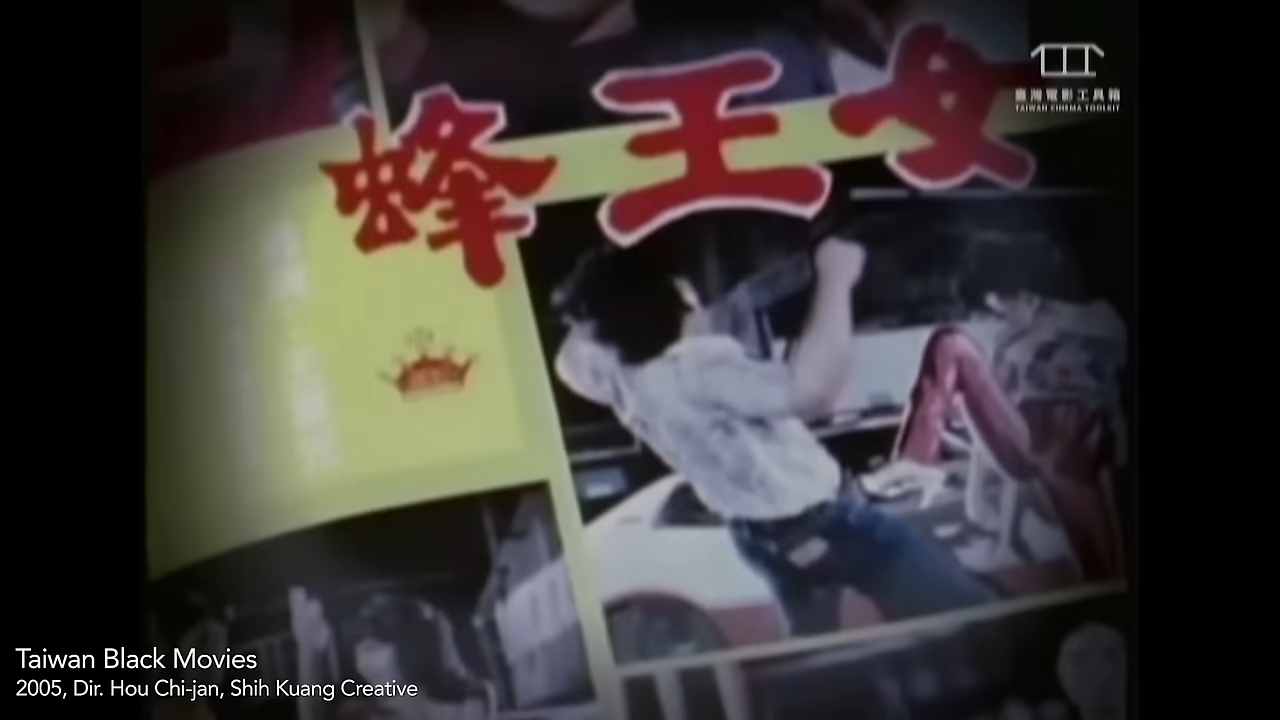 女王蜂
臺灣電影工具箱
TAIWAN CINEMA TOOLKIT
Taiwan Black Movies
2005, Dir. Hou Chi-jan, Shih Kuang Creative